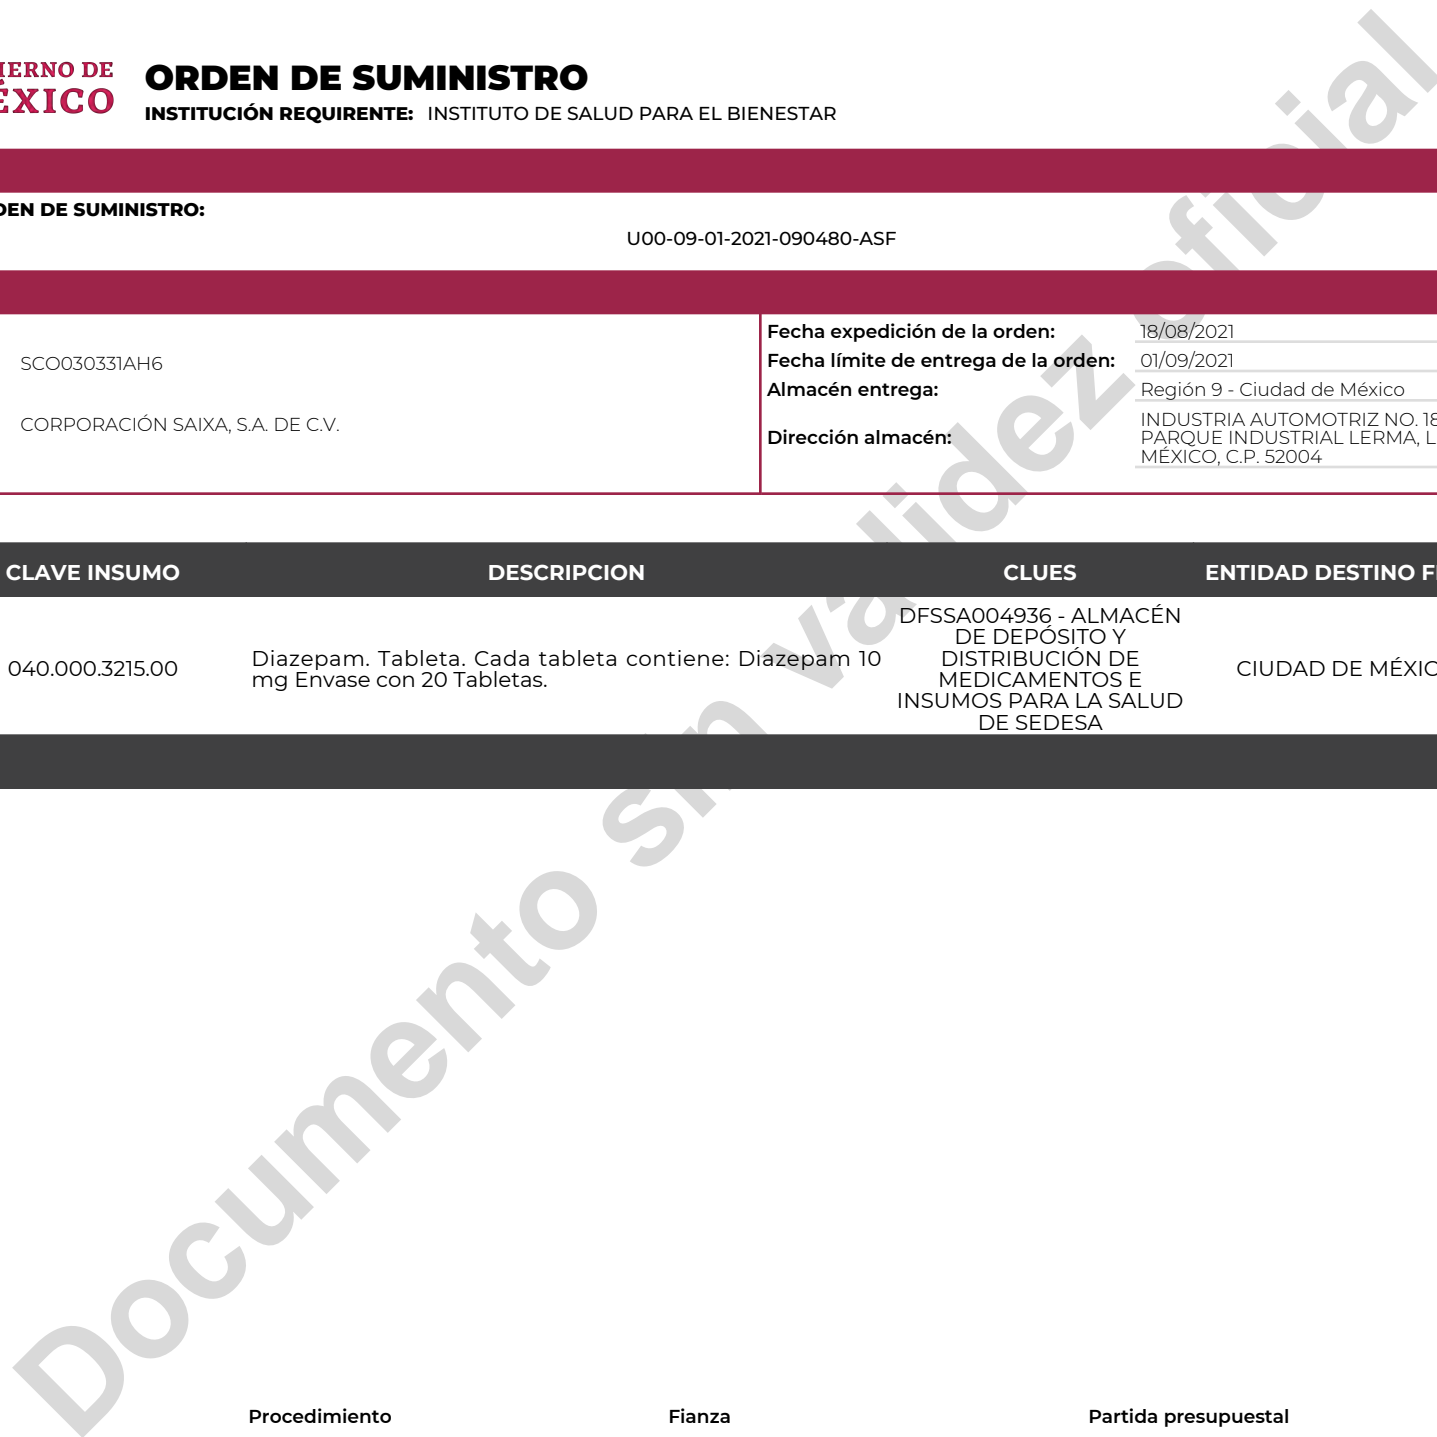 IERNO DE
ÉXICO
ORDEN DE SUMINISTRO
INSTITUCIÓN REQUIRENTE: INSTITUTO DE SALUD PARA EL BIENESTAR
DEN DE SUMINISTRO:
U00-09-01-2021-090480-ASF
SCO030331AH6
CORPORACIÓN SAIXA, S.A. DE C.V.
Fecha expedición de la orden: 18/08/2021
Fecha límite de entrega de la orden: 01/09/2021
Almacén entrega: Región 9 - Ciudad de México
Dirección almacén:
INDUSTRIA AUTOMOTRIZ NO. 18
PARQUE INDUSTRIAL LERMA, L
MÉXICO, C.P. 52004
CLAVE INSUMO DESCRIPCION CLUES ENTIDAD DESTINO F
040.000.3215.00
Diazepam. Tableta. Cada tableta contiene: Diazepam 10
mg Envase con 20 Tabletas.
DFSSA004936 - ALMACÉN
DE DEPÓSITO Y
DISTRIBUCIÓN DE
MEDICAMENTOS E
INSUMOS PARA LA SALUD
DE SEDESA
CIUDAD DE MÉXIC
Documento sin validez oficial
Procedimiento Fianza Partida presupuestal